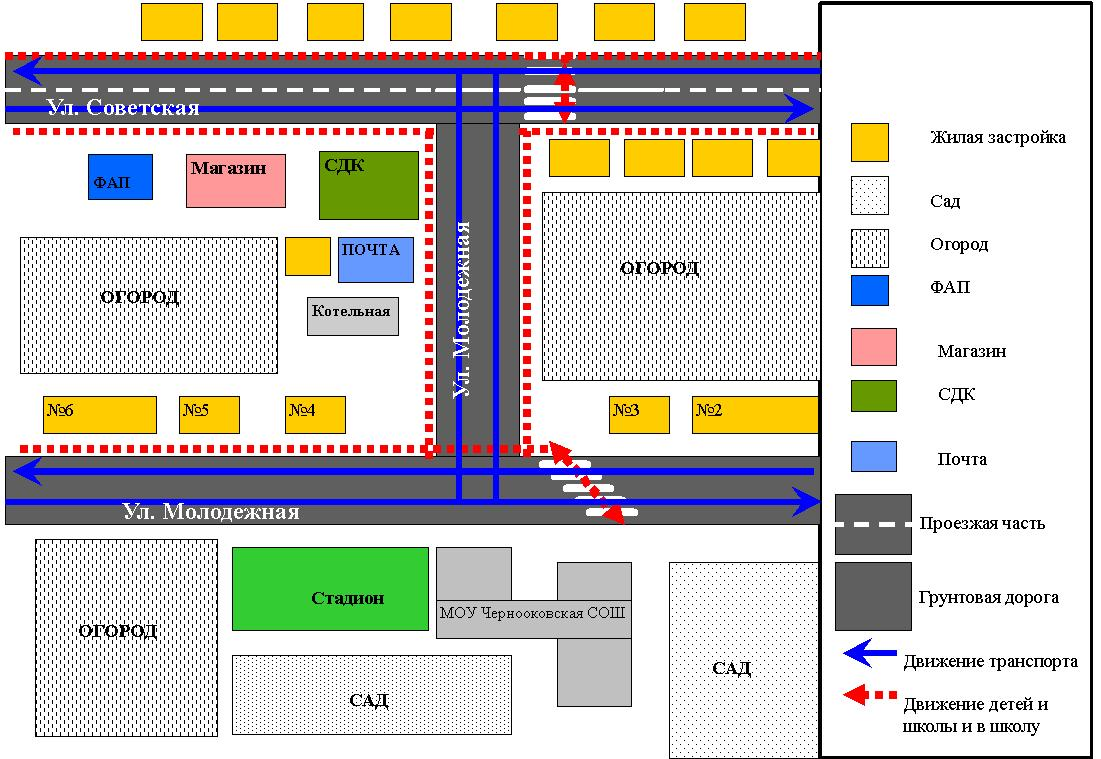 Ул. Советская
ФАП
Магазин
СДК
ПОЧТА
Котельная
ОГОРОД
ОГОРОД
Ул. Молодежная
№6
№5
№4
№3
№2
Ул. Молодежная
ОГОРОД
Стадион
МОУ Чернооковская СОШ
САД
САД
Жилая застройка
Сад
Огород
ФАП
Магазин
СДК
Почта
Проезжая часть
Грунтовая дорога
Движение транспорта
Движение детей и
школы и в школу